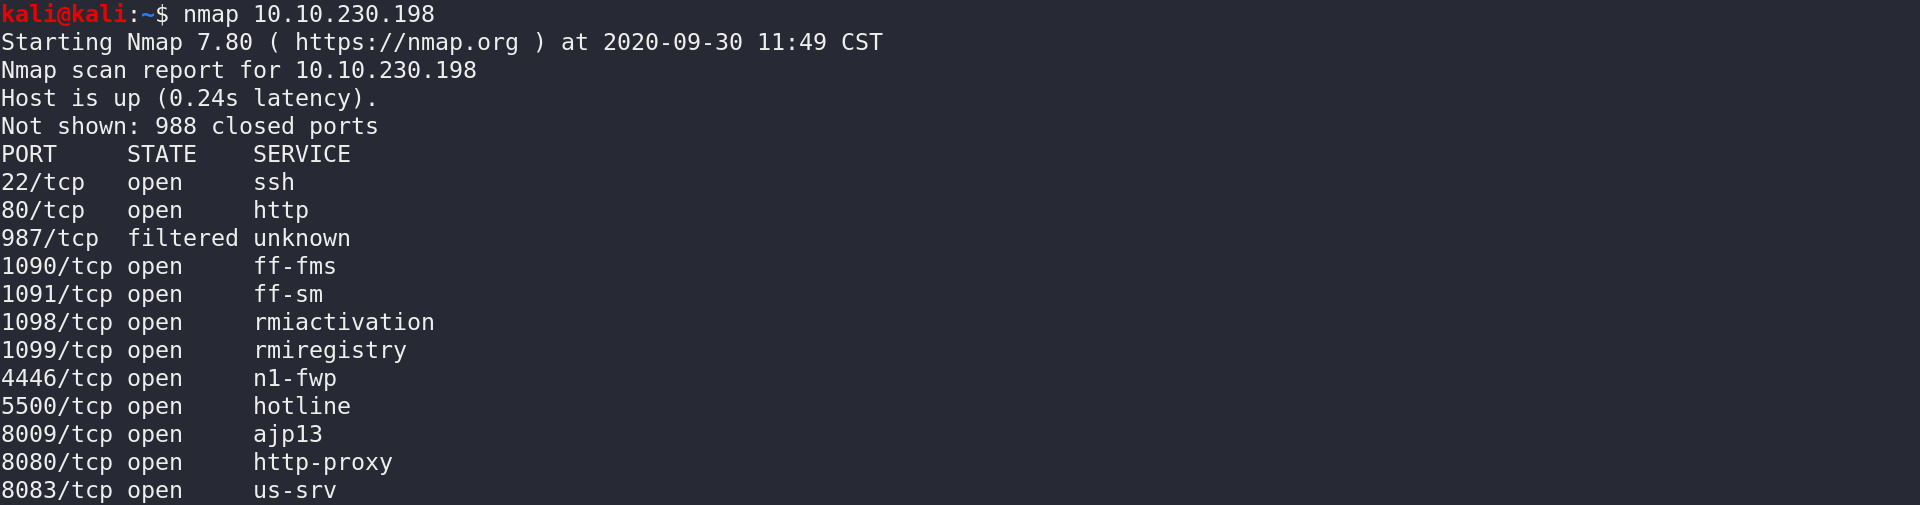 kali@kali:~$ nmap 10.10.230.198
Starting Nmap 7.80 ( https://nmap.org ) at 2020-09-30 11:49 CST
Nmap scan report for 10.10.230.198
Host is up (0.24s latency).
Not shown: 988 closed ports
PORT     STATE    SERVICE
22/tcp   open     ssh
80/tcp   open     http
987/tcp  filtered unknown
1090/tcp open     ff-fms
1091/tcp open     ff-sm
1098/tcp open     rmiactivation
1099/tcp open     rmiregistry
4446/tcp open     n1-fwp
5500/tcp open     hotline
8009/tcp open     ajp13
8080/tcp open     http-proxy
8083/tcp open     us-srv